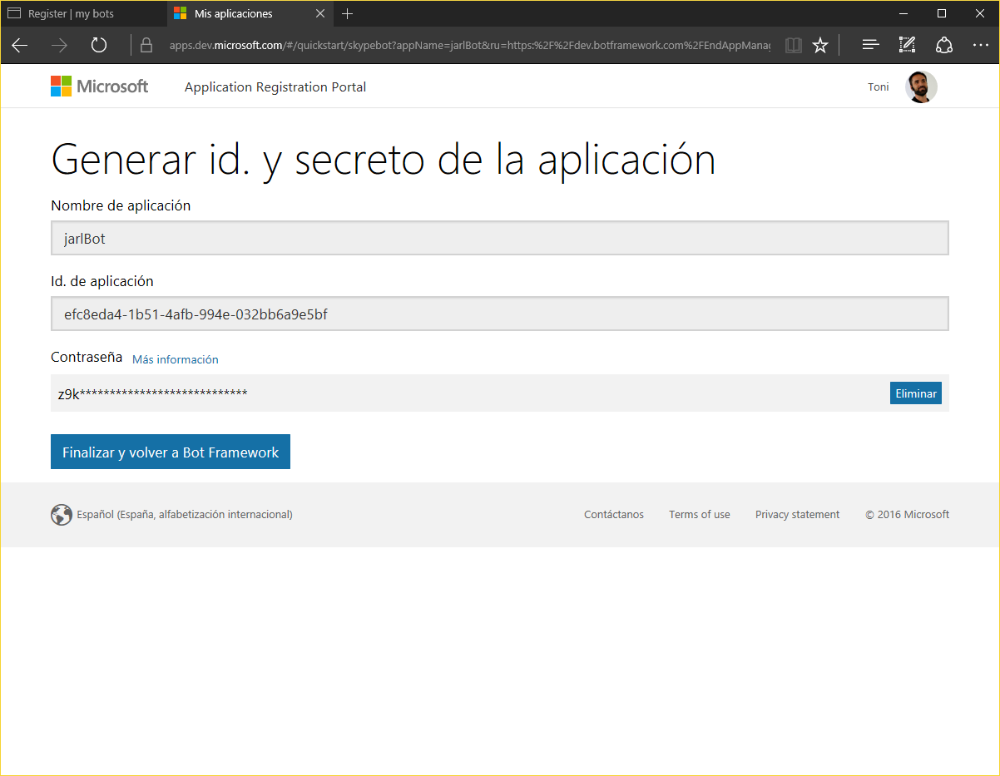 Register | my bots
Mis aplicaciones
apps.dev.microsoft.com/#/quickstart/skypebot?appName=jarlBot&ru=https:%2F%2Fdev.botframework.com%2FEndAppManag
Microsoft
Application Registration Portal
Toni
Generar id. y secreto de la aplicación
Nombre de aplicación
jarlBot
Id. de aplicación
efc8eda4-1b51-4afb-994e-032bb6a9e5bf
Contraseña Más información
z9k****************************
Eliminar
Finalizar y volver a Bot Framework
Español (España, alfabetización internacional)
Contáctanos
Terms of use
Privacy statement
© 2016 Microsoft